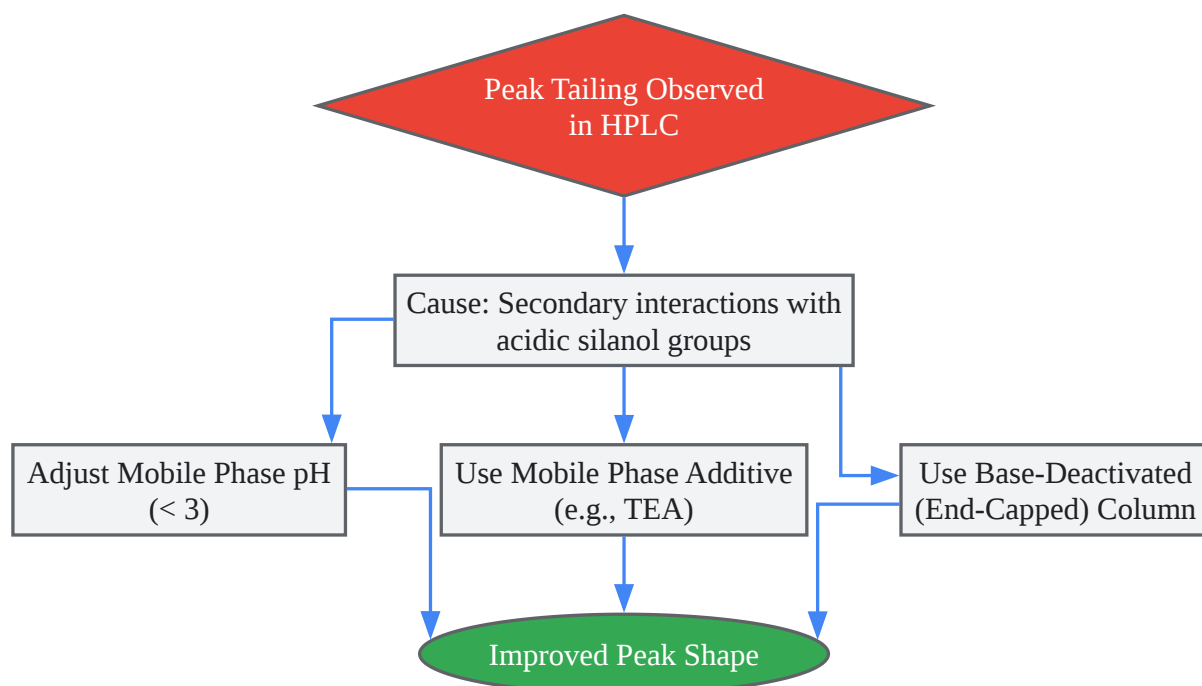 Peak Tailing Observed
in HPLC
Cause: Secondary interactions with
acidic silanol groups
Adjust Mobile Phase pH
(< 3)
Use Mobile Phase Additive
(e.g., TEA)
Use Base-Deactivated
(End-Capped) Column
Improved Peak Shape